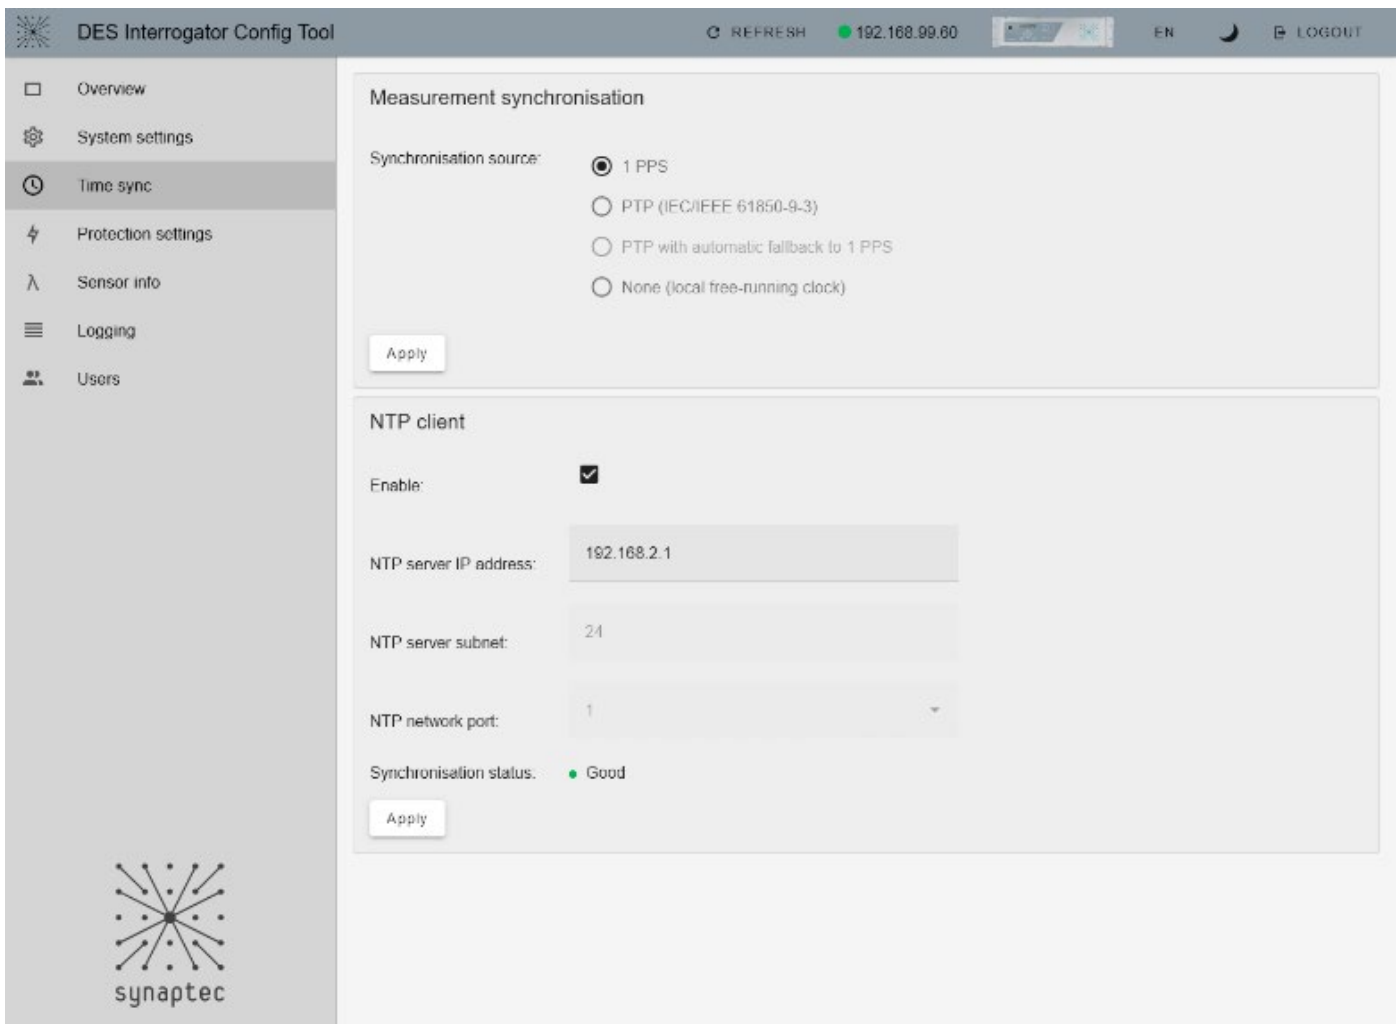 DES Interrogator Config Tool
REFRESH
192.168.99.60
EN
LOGOUT
Overview
System settings
Time sync
Protection settings
Sensor info
Logging
Users
Measurement synchronisation
Synchronisation source:
1 PPS
PTP (IEC/IEEE 61850-9-3)
PTP with automatic fallback to 1 PPS
None (local free-running clock)
Apply
NTP client
Enable:
NTP server IP address:
192.168.2.1
NTP server subnet:
24
NTP network port:
1
Synchronisation status:
Good
Apply
synaptec